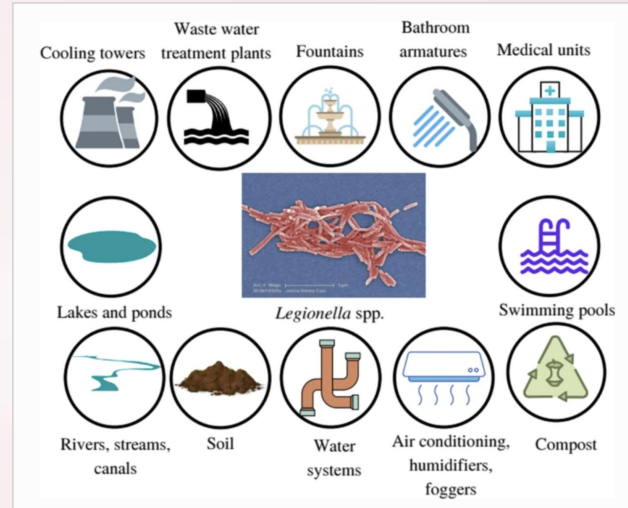 Cooling towers
Waste water
treatment plants
Fountains
Bathroom
armatures
Medical units
Lakes and ponds
Legionella spp.
Swimming pools
Rivers, streams,
canals
Soil
Water
systems
Air conditioning,
humidifiers,
foggers
Compost